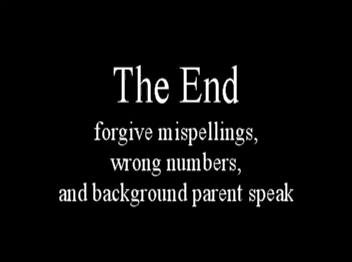 The End
forgive mispellings,
wrong numbers,
and background parent speak